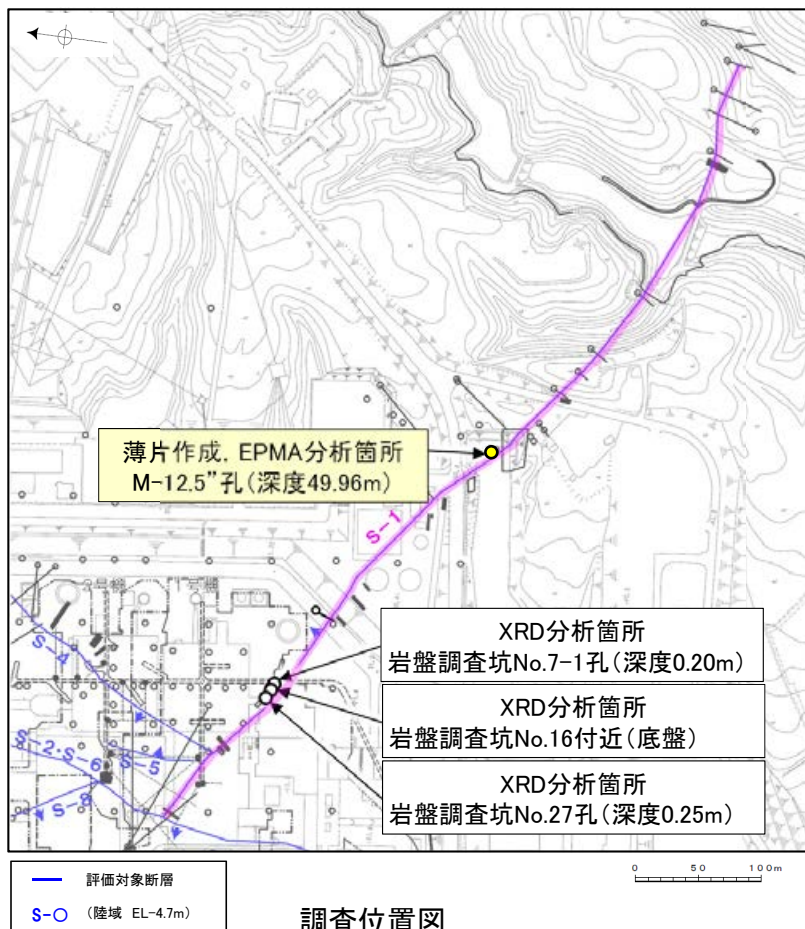 薄片作成，EPMA分析箇所
M-12.5”孔(深度49.96m)
S-1
XRD分析箇所
岩盤調査坑No.7-1孔(深度0.20m)
XRD分析箇所
岩盤調査坑No.16付近(底盤)
XRD分析箇所
岩盤調査坑No.27孔(深度0.25m)
S-4
S-2・S-6
S-5
S-8
0 50 100m
評価対象断層
S-○ (陸域 EL-4.7m)
調査位置図